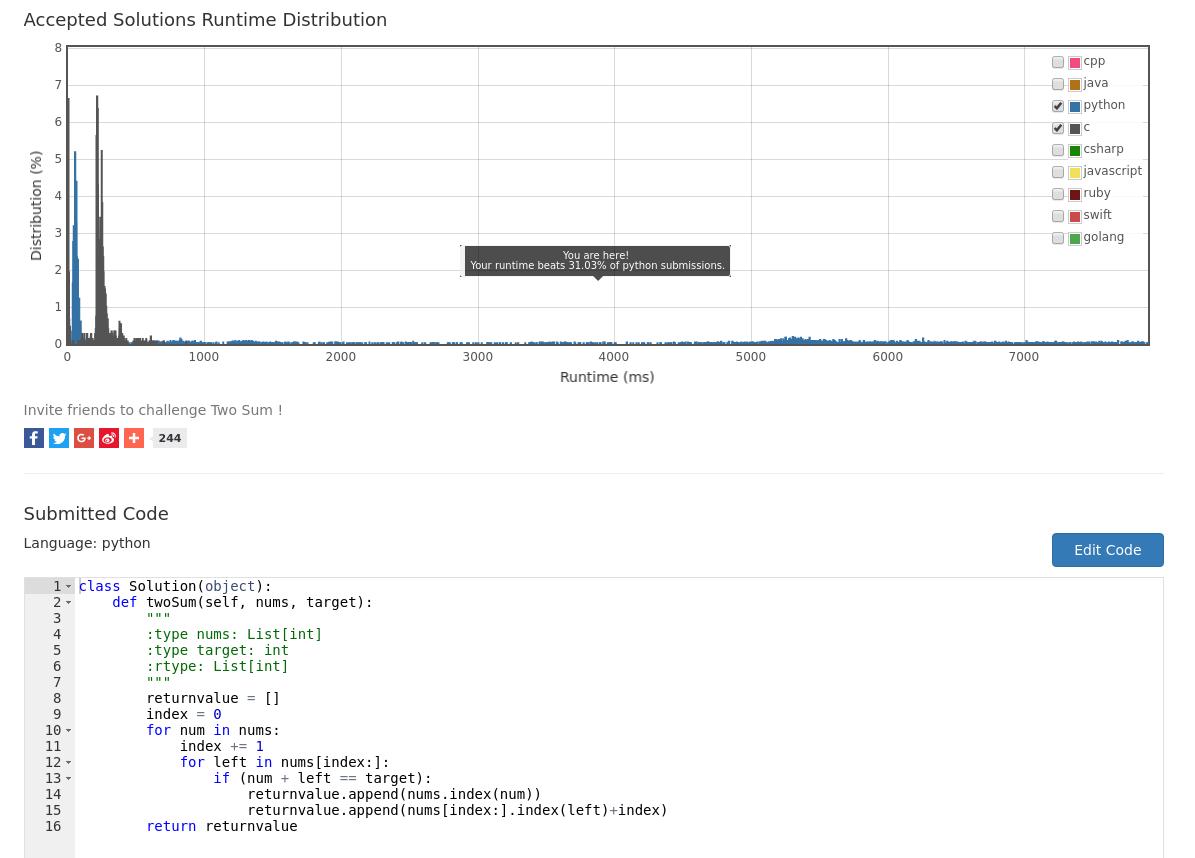 Accepted Solutions Runtime Distribution
8
7
6
5
4
3
2
1
0
Distribution (%)
cpp
java
python
c
csharp
javascript
ruby
swift
golang
You are here!
Your runtime beats 31.03% of python submissions.
0 1000 2000 3000 4000 5000 6000 7000
Runtime (ms)
Invite friends to challenge Two Sum !
f G+ + 244
Submitted Code
Language: python
Edit Code
1 class Solution(object):
2     def twoSum(self, nums, target):
3         """
4         :type nums: List[int]
5         :type target: int
6         :rtype: List[int]
7         """
8         returnvalue = []
9         index = 0
10         for num in nums:
11             index += 1
12             for left in nums[index:]:
13                 if (num + left == target):
14                     returnvalue.append(nums.index(num))
15                     returnvalue.append(nums[index:].index(left)+index)
16         return returnvalue